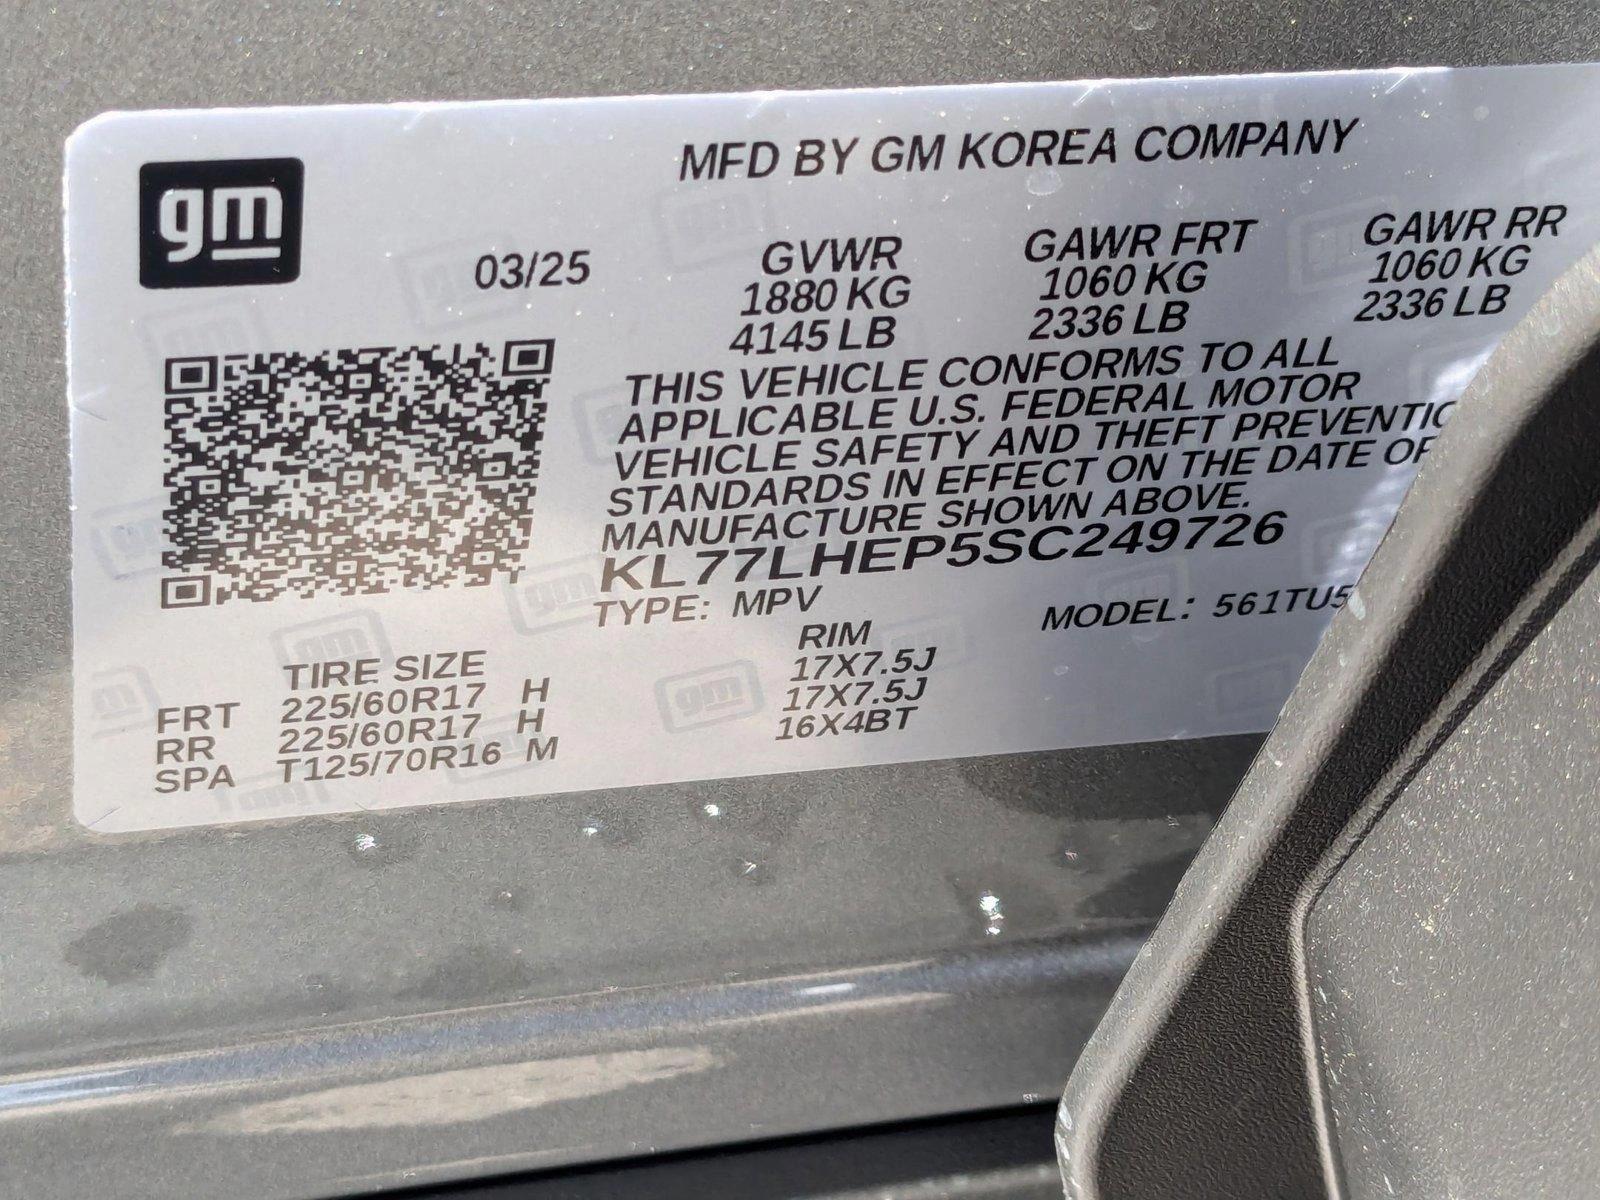 gm
MFD BY GM KOREA COMPANY
03/25
GVWR GAWR FRT GAWR RR
1880 KG 1060 KG 1060 KG
4145 LB 2336 LB 2336 LB
THIS VEHICLE CONFORMS TO ALL
APPLICABLE U.S. FEDERAL MOTOR
VEHICLE SAFETY AND THEFT PREVENTIO
STANDARDS IN EFFECT ON THE DATE OF
MANUFACTURE SHOWN ABOVE.
KL77LHEP5SC249726
TYPE: MPV MODEL: 561TU5
TIRE SIZE RIM
FRT 225/60R17 H 17X7.5J
RR 225/60R17 H 17X7.5J
SPA T125/70R16 M 16X4BT